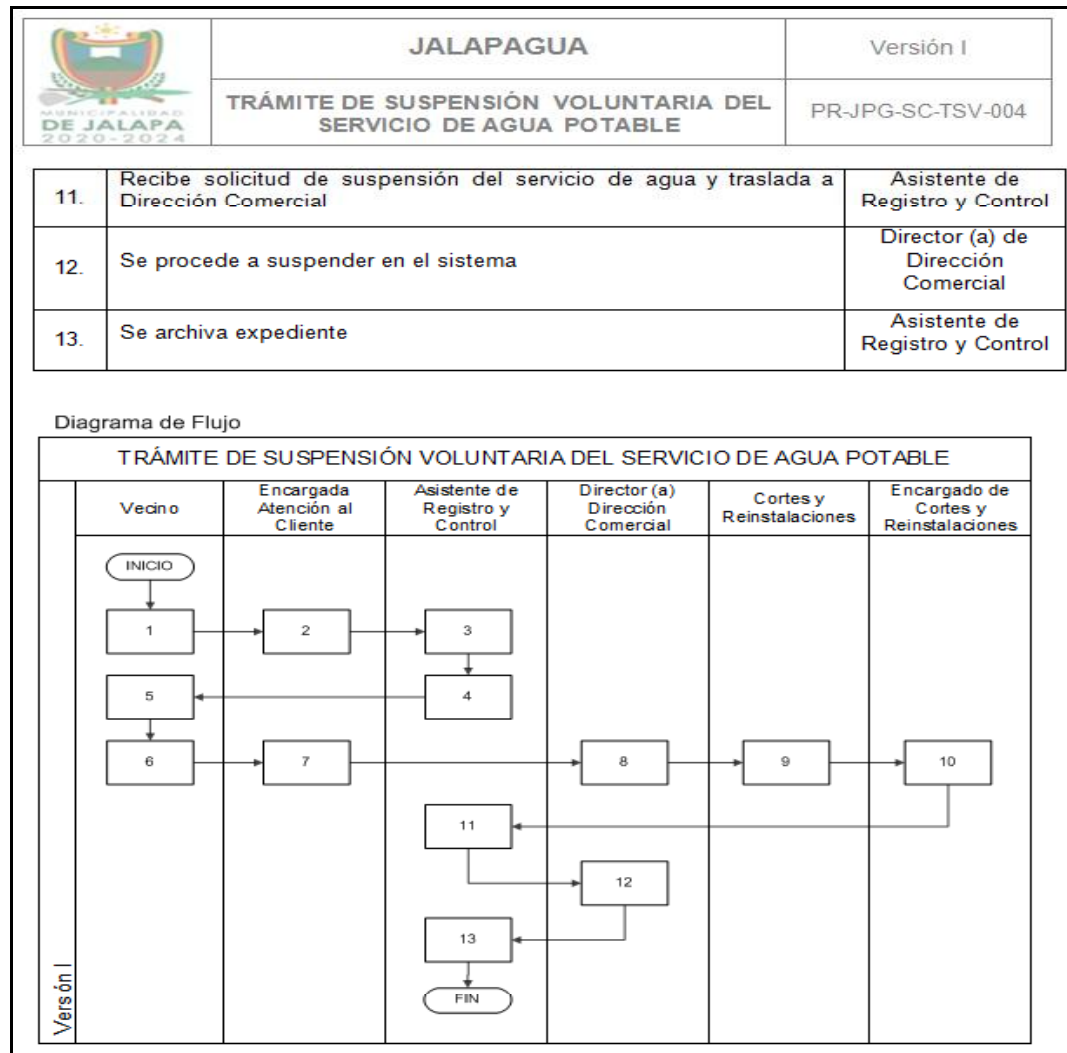 MUNICIPALIDAD
DE JALAPA
2020-2024
JALAPAGUA
Versión I
TRÁMITE DE SUSPENSIÓN VOLUNTARIA DEL
SERVICIO DE AGUA POTABLE
PR-JPG-SC-TSV-004
11.
Recibe solicitud de suspensión del servicio de agua y traslada a
Dirección Comercial
Asistente de
Registro y Control
12.
Se procede a suspender en el sistema
Director (a) de
Dirección
Comercial
13.
Se archiva expediente
Asistente de
Registro y Control
Diagrama de Flujo
TRÁMITE DE SUSPENSIÓN VOLUNTARIA DEL SERVICIO DE AGUA POTABLE
Vecino
Encargada
Atención al
Cliente
Asistente de
Registro y
Control
Director (a)
Dirección
Comercial
Cortes y
Reinstalaciones
Encargado de
Cortes y
Reinstalaciones
INICIO
1
2
3
5
4
6
7
8
9
10
11
12
13
FIN
Versón I